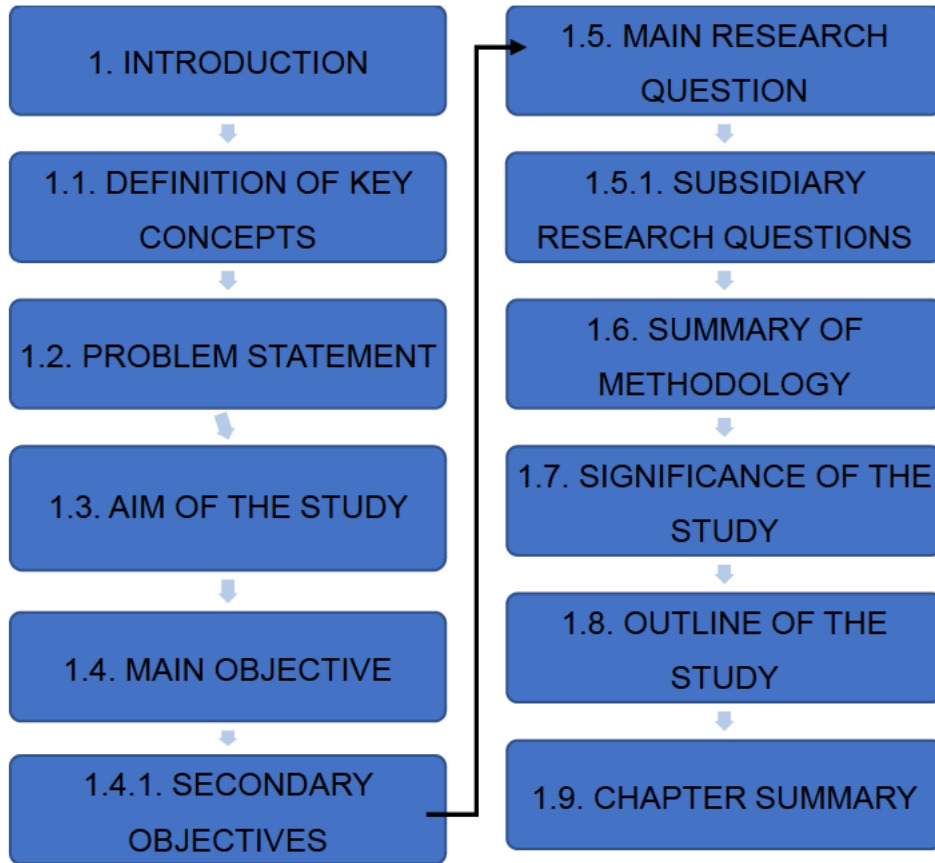 1. INTRODUCTION
1.1. DEFINITION OF KEY
CONCEPTS
1.2. PROBLEM STATEMENT
1.3. AIM OF THE STUDY
1.4. MAIN OBJECTIVE
1.4.1. SECONDARY
OBJECTIVES
1.5. MAIN RESEARCH
QUESTION
1.5.1. SUBSIDIARY
RESEARCH QUESTIONS
1.6. SUMMARY OF
METHODOLOGY
1.7. SIGNIFICANCE OF THE
STUDY
1.8. OUTLINE OF THE
STUDY
1.9. CHAPTER SUMMARY